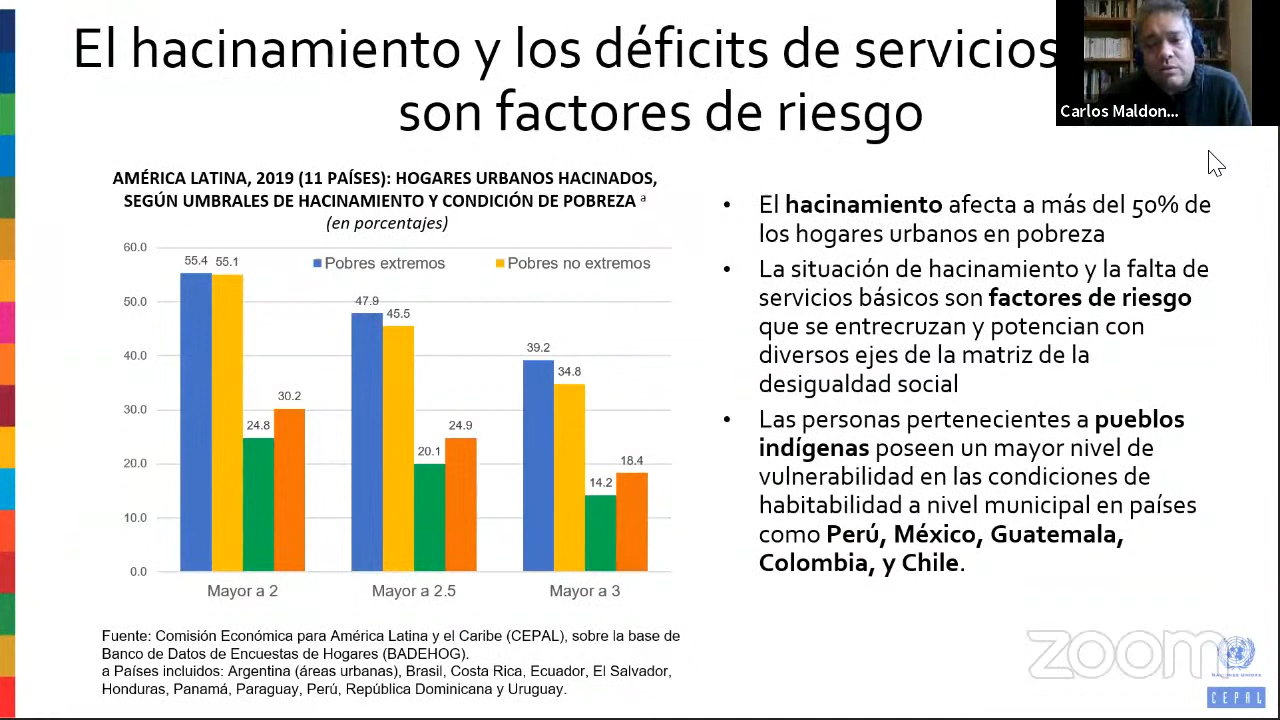 El hacinamiento y los déficits de servicios
son factores de riesgo
Carlos Maldon...
AMÉRICA LATINA, 2019 (11 PAÍSES): HOGARES URBANOS HACINADOS,
SEGÚN UMBRALES DE HACINAMIENTO Y CONDICIÓN DE POBREZA ª
(en porcentajes)
60.0
50.0
40.0
30.0
20.0
10.0
0.0
Pobres extremos
Pobres no extremos
55.4
55.1
24.8
30.2
47.9
45.5
20.1
24.9
39.2
34.8
14.2
18.4
Mayor a 2
Mayor a 2.5
Mayor a 3
Fuente: Comisión Económica para América Latina y el Caribe (CEPAL), sobre la base de
Banco de Datos de Encuestas de Hogares (BADEHOG).
a Países incluidos: Argentina (áreas urbanas), Brasil, Costa Rica, Ecuador, El Salvador,
Honduras, Panamá, Paraguay, Perú, República Dominicana y Uruguay.
• El hacinamiento afecta a más del 50% de
los hogares urbanos en pobreza
• La situación de hacinamiento y la falta de
servicios básicos son factores de riesgo
que se entrecruzan y potencian con
diversos ejes de la matriz de la
desigualdad social
• Las personas pertenecientes a pueblos
indígenas poseen un mayor nivel de
vulnerabilidad en las condiciones de
habitabilidad a nivel municipal en países
como Perú, México, Guatemala,
Colombia, y Chile.
zoom
CEPAL